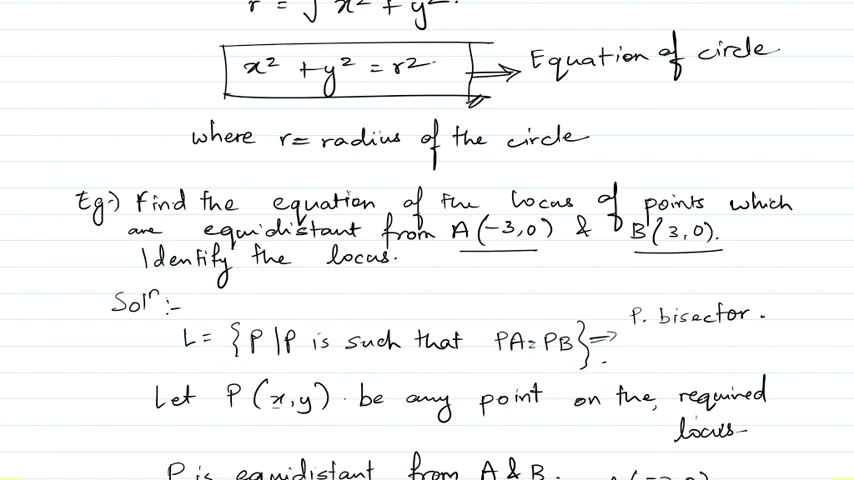 r = √x² + y².
x² + y² = r². ⟹ Equation of circle
where r = radius of the circle
Eg:) Find the equation of the locus of points which
are equidistant from A(-3,0) & B(3,0).
Identify the locus.
Solⁿ :-
L = {P | P is such that PA = PB} ⇒ P. bisector.
Let P(x,y) be any point on the, required
locus-
P is equidistant from A & B.